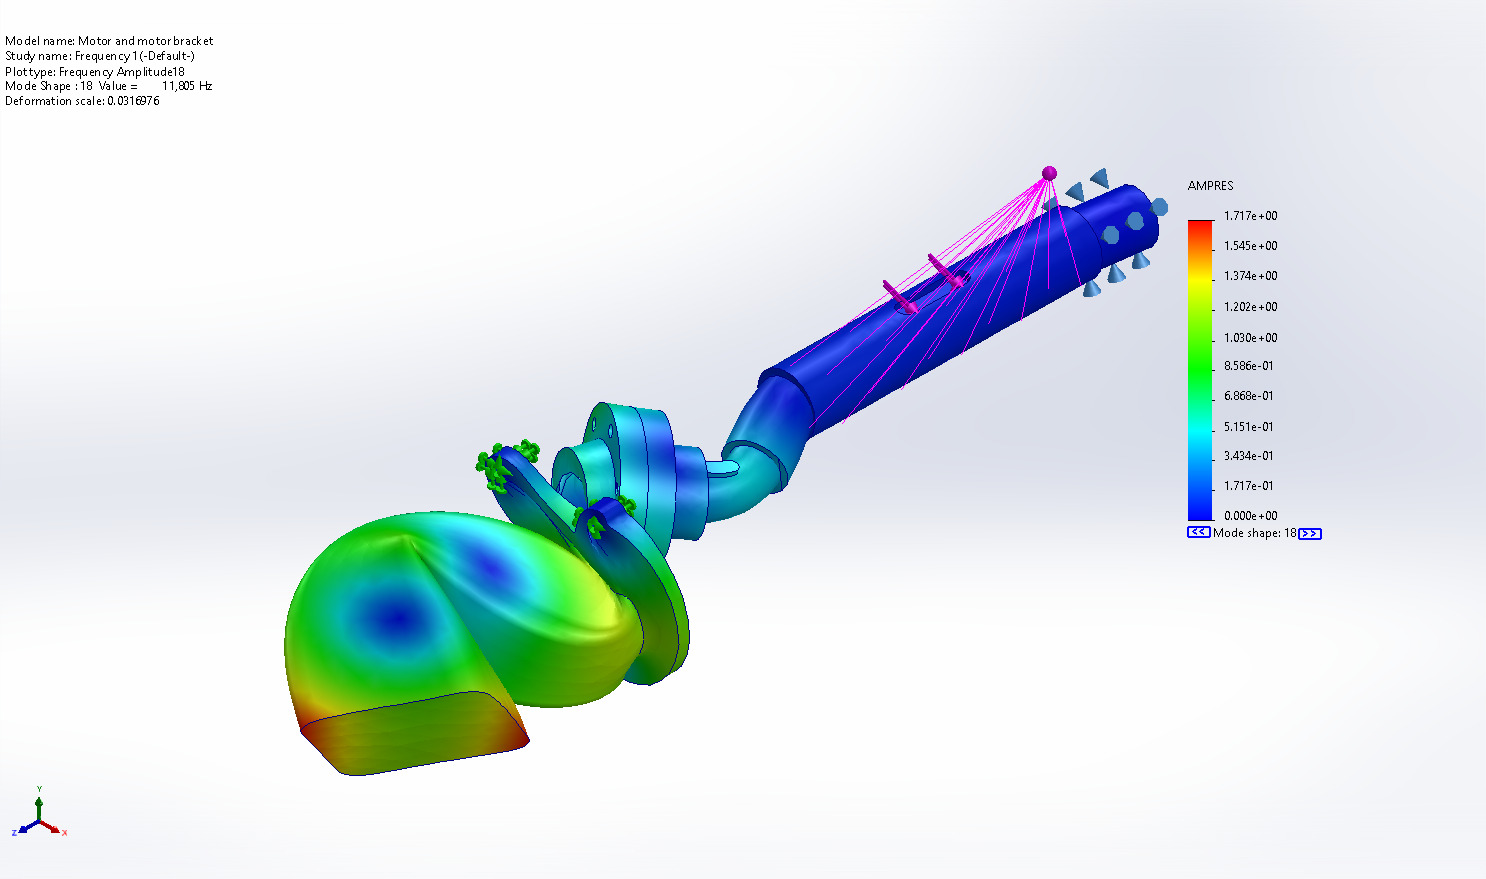 Model name: Motor and motor bracket
Study name: Frequency 1(-Default-)
Plot type: Frequency Amplitude18
Mode Shape : 18 Value = 11,805 Hz
Deformation scale: 0.0316976
AMPRES
1.717e+00
1.545e+00
1.374e+00
1.202e+00
1.030e+00
8.586e-01
6.868e-01
5.151e-01
3.434e-01
1.717e-01
0.000e+00
<< Mode shape: 18 >>
Y
Z X